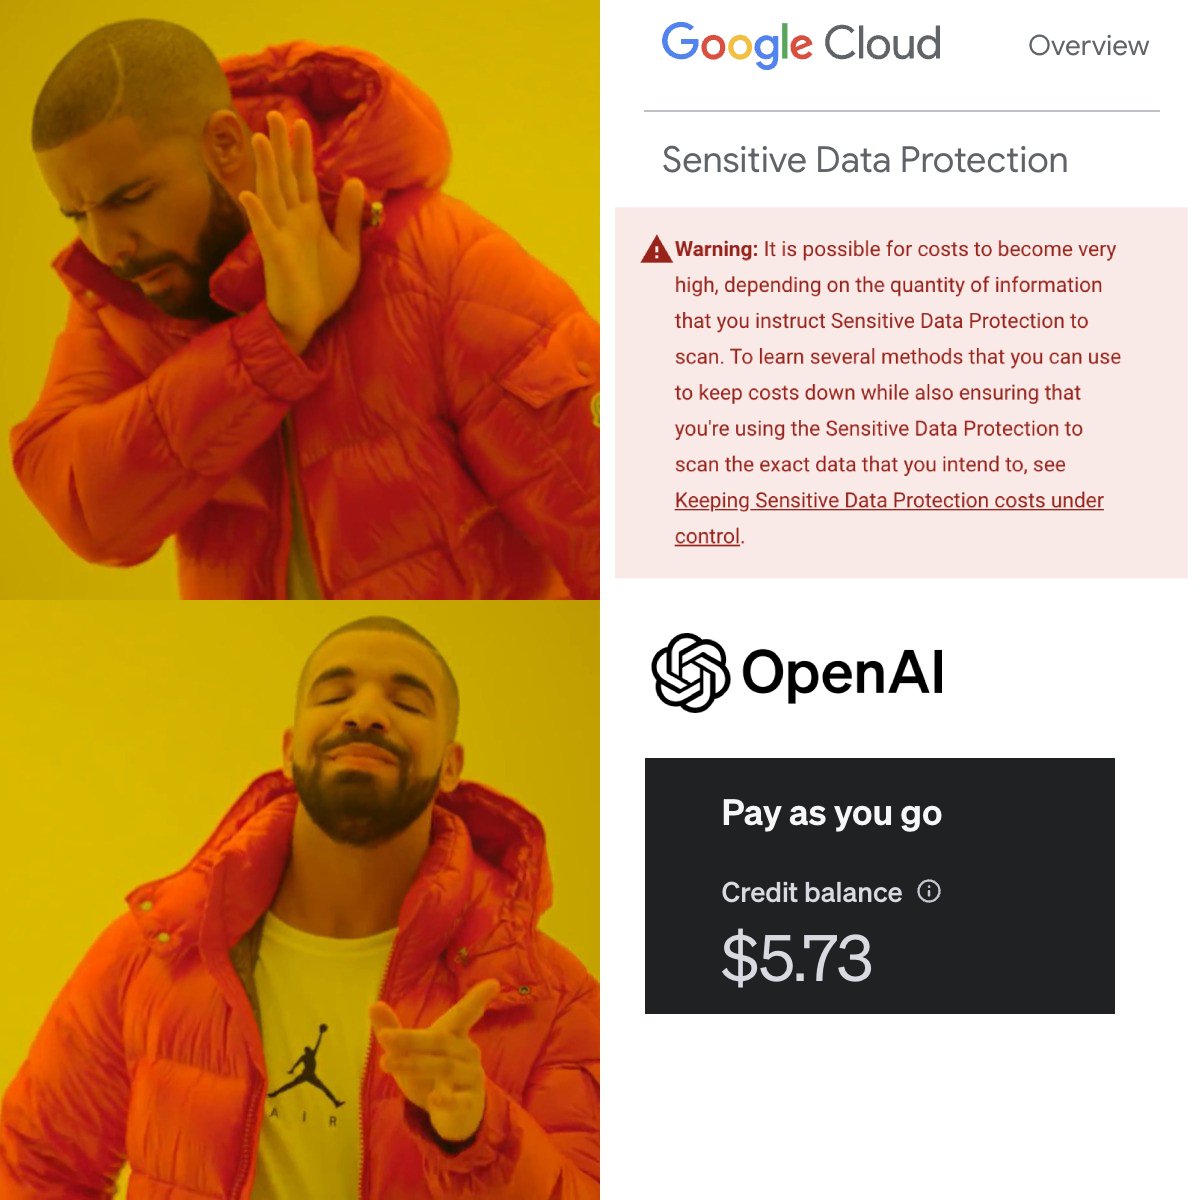 Google Cloud Overview
Sensitive Data Protection
Warning: It is possible for costs to become very
high, depending on the quantity of information
that you instruct Sensitive Data Protection to
scan. To learn several methods that you can use
to keep costs down while also ensuring that
you're using the Sensitive Data Protection to
scan the exact data that you intend to, see
Keeping Sensitive Data Protection costs under
control.
OpenAI
Pay as you go
Credit balance
$5.73
AIR